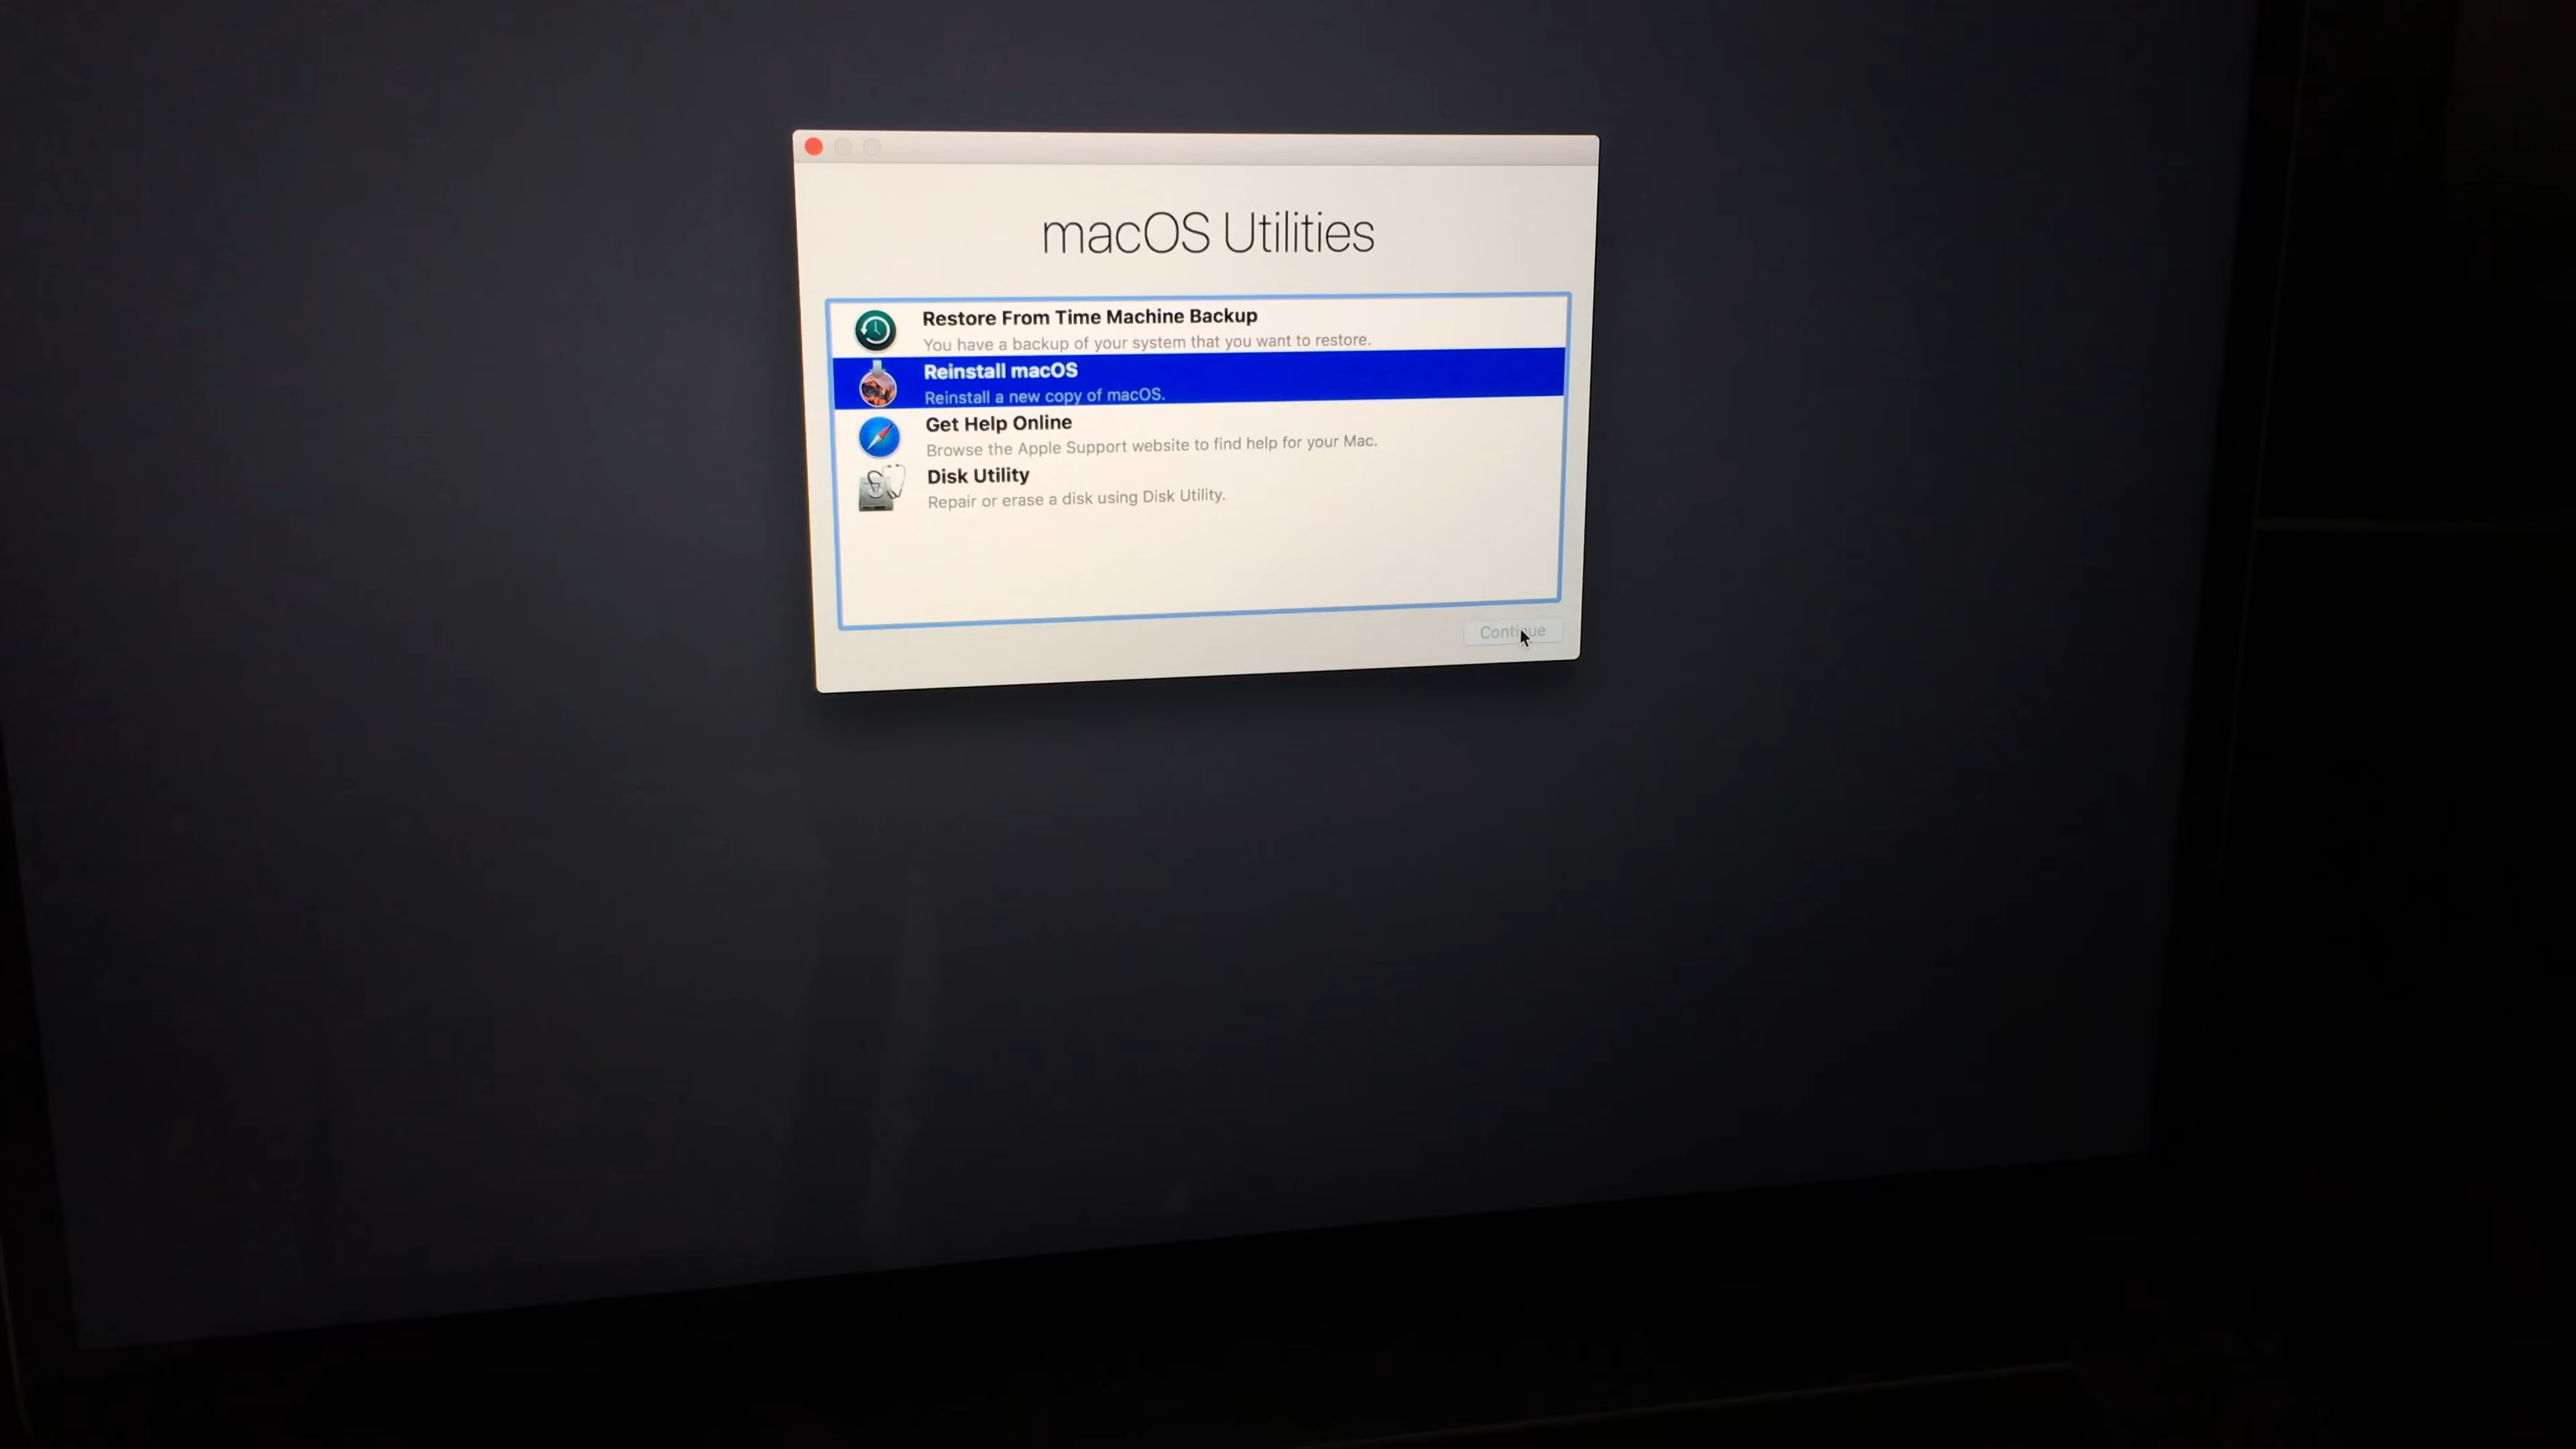 macOS Utilities
Restore From Time Machine Backup
You have a backup of your system that you want to restore.
Reinstall macOS
Reinstall a new copy of macOS.
Get Help Online
Browse the Apple Support website to find help for your Mac.
Disk Utility
Repair or erase a disk using Disk Utility.
Continue